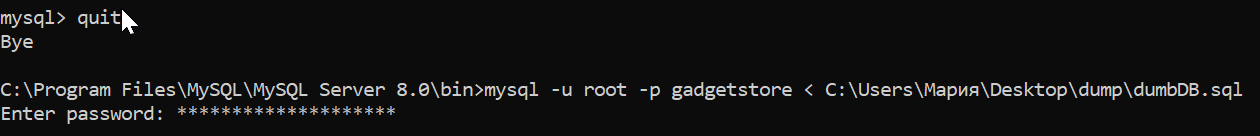 mysql> quit
Bye
C:\Program Files\MySQL\MySQL Server 8.0\bin>mysql -u root -p gadgetstore < C:\Users\Мария\Desktop\dump\dumbDB.sql
Enter password: ********************